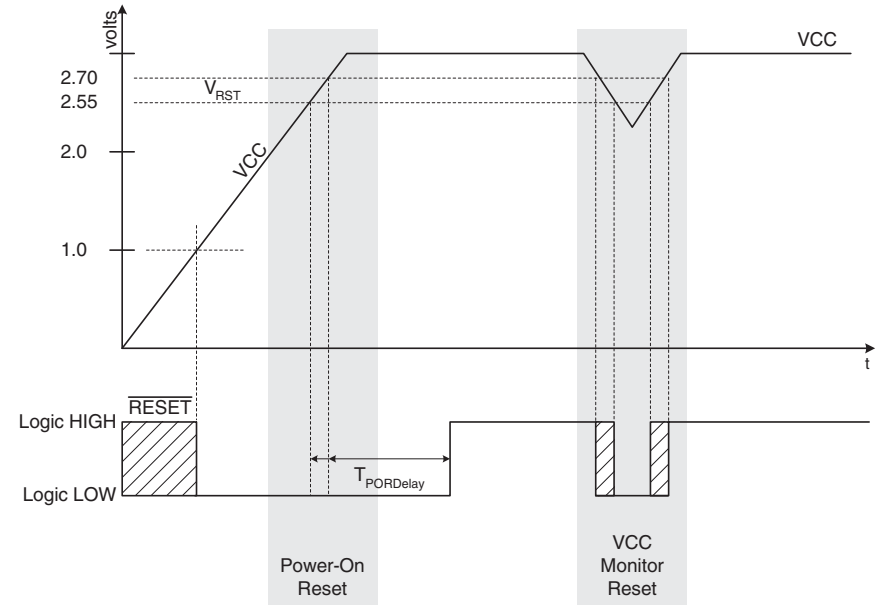 volts
VCC
2.70
V_RST
2.55
2.0
VCC
1.0
t
RESET
Logic HIGH
T_PORDelay
Logic LOW
Power-On
Reset
VCC
Monitor
Reset